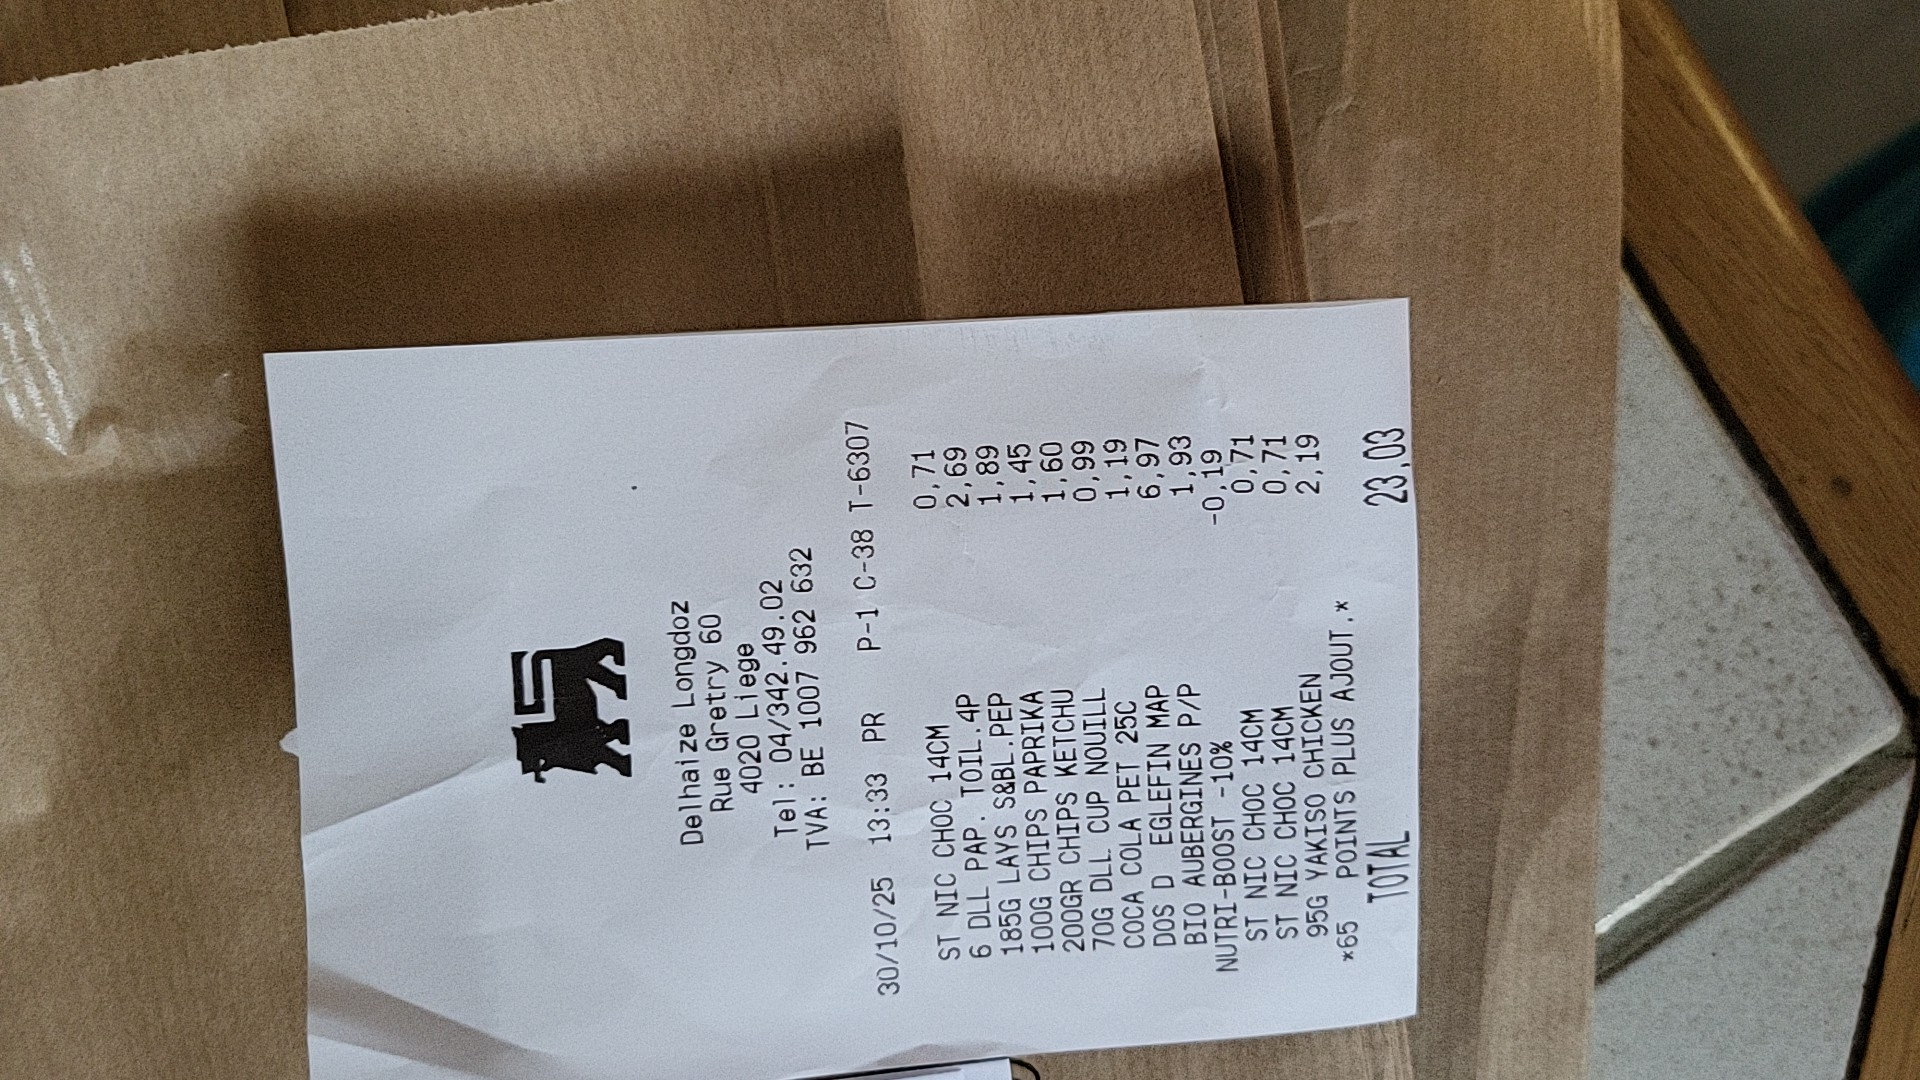 Delhaize Longdoz
Rue Gretry 60
4020 Liege
Tel: 04/342.49.02
TVA: BE 1007 962 632
30/10/25 13:33 PR P-1 C-38 T-6307
ST NIC CHOC 14CM 0,71
6 DLL PAP. TOIL.4P 2,69
185G LAYS S&BL.PEP 1,89
100G CHIPS PAPRIKA 1,45
200GR CHIPS KETCHU 1,60
70G DLL CUP NOUILL 0,99
COCA COLA PET 25C 1,19
DOS D EGLEFIN MAP 6,97
BIO AUBERGINES P/P 1,93
NUTRI-BOOST -10% -0,19
ST NIC CHOC 14CM 0,71
ST NIC CHOC 14CM 0,71
95G YAKISO CHICKEN 2,19
*65 POINTS PLUS AJOUT.*
TOTAL 23,03